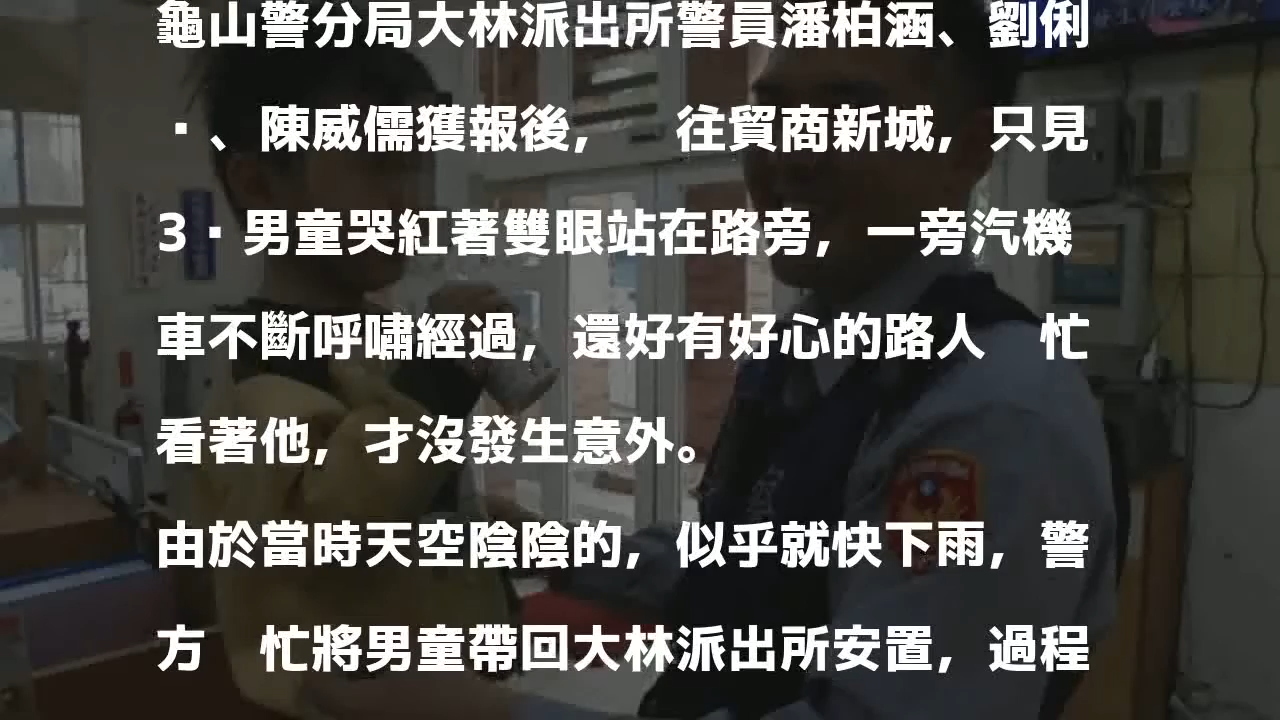 龜山警分局大林派出所警員潘柏涵、劉俐
·、陳威儒獲報後，　往貿商新城，只見
3·男童哭紅著雙眼站在路旁，一旁汽機
車不斷呼嘯經過，還好有好心的路人　忙
看著他，才沒發生意外。
由於當時天空陰陰的，似乎就快下雨，警
方　忙將男童帶回大林派出所安置，過程